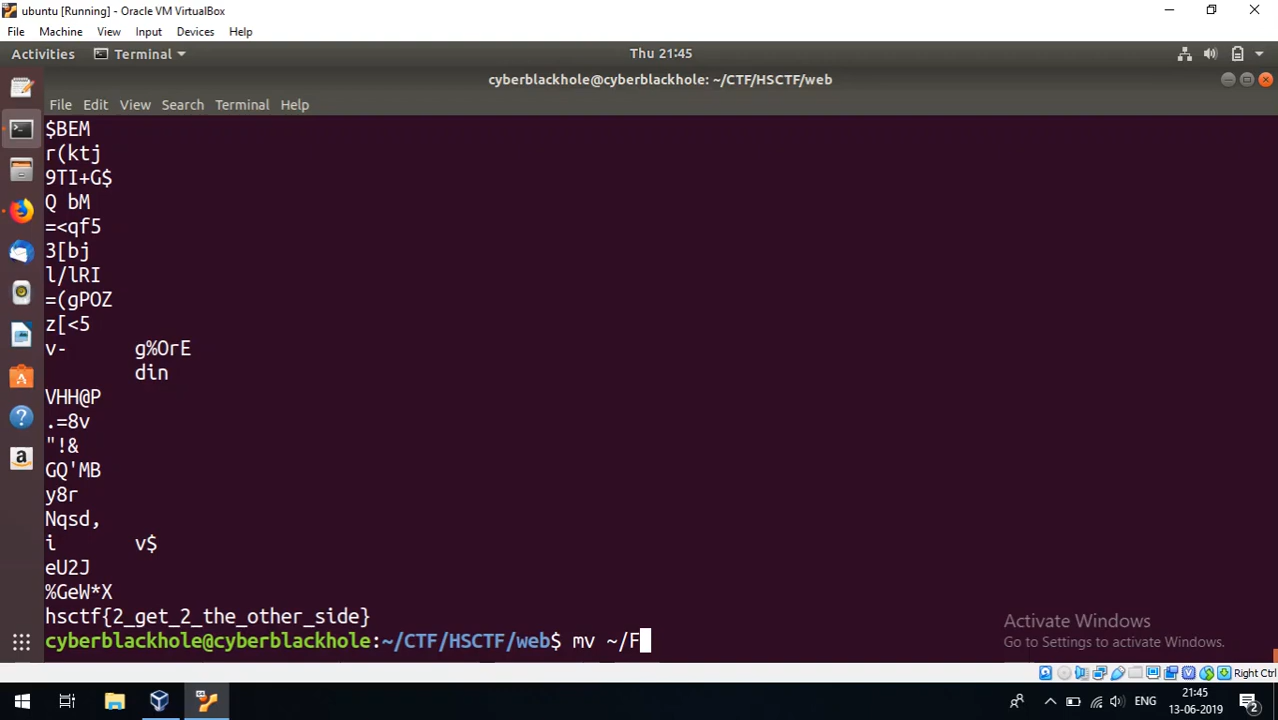 ubuntu [Running] - Oracle VM VirtualBox
File Machine View Input Devices Help
Activities Terminal Thu 21:45
cyberblackhole@cyberblackhole: ~/CTF/HSCTF/web
File Edit View Search Terminal Help
$BEM
r(ktj
9TI+G$
Q bM
=<qf5
3[bj
l/lRI
=(gPOZ
z[<5
v- g%OrE
din
VHH@P
.=8v
"!&
GQ'MB
y8r
Nqsd,
i v$
eU2J
%GeW*X
hsctf{2_get_2_the_other_side}
cyberblackhole@cyberblackhole:~/CTF/HSCTF/web$ mv ~/F
Activate Windows
Go to Settings to activate Windows.
Right Ctrl
ENG
21:45
13-06-2019
2